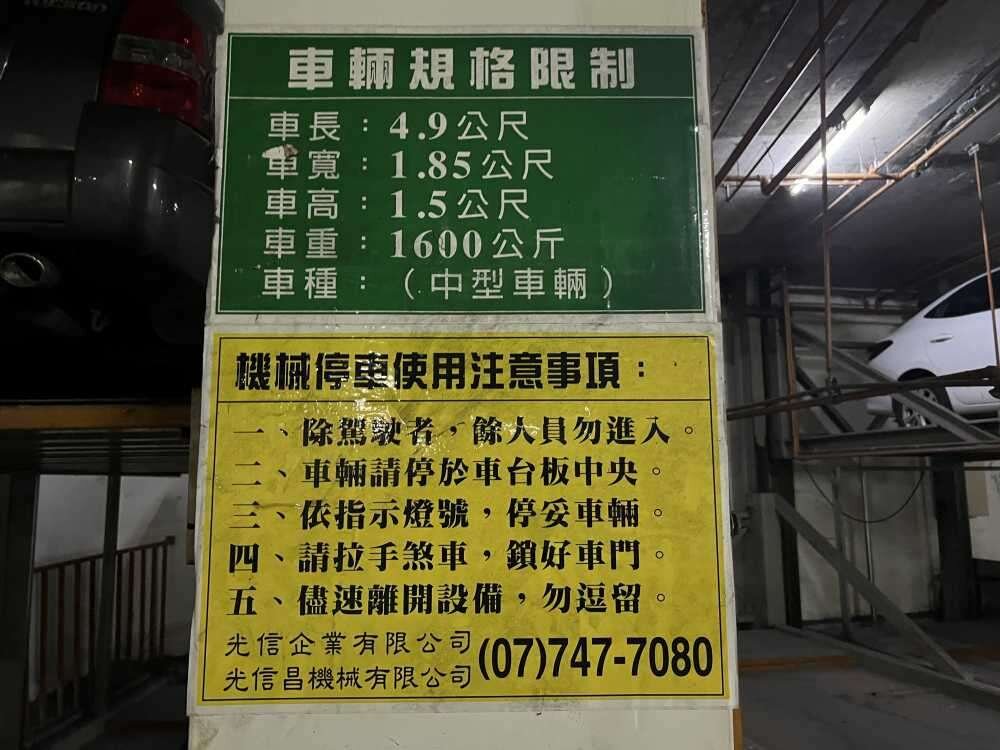 車輛規格限制
車長：4.9公尺
車寬：1.85公尺
車高：1.5公尺
車重：1600公斤
車種：（中型車輛）
機械停車使用注意事項：
一、除駕駛者，餘人員勿進入。
二、車輛請停於車台板中央。
三、依指示燈號，停妥車輛。
四、請拉手煞車，鎖好車門。
五、儘速離開設備，勿逗留。
光信企業有限公司
光信昌機械有限公司
(07)747-7080